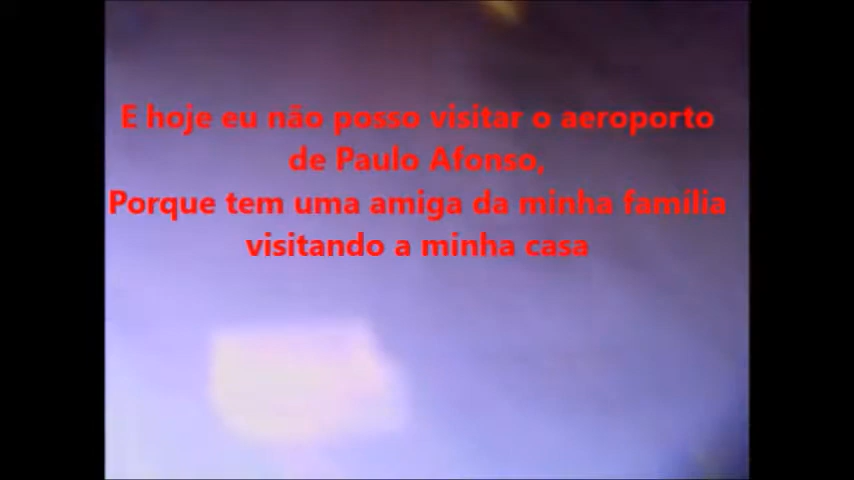 E hoje eu não posso visitar o aeroporto
de Paulo Afonso,
Porque tem uma amiga da minha família
visitando a minha casa